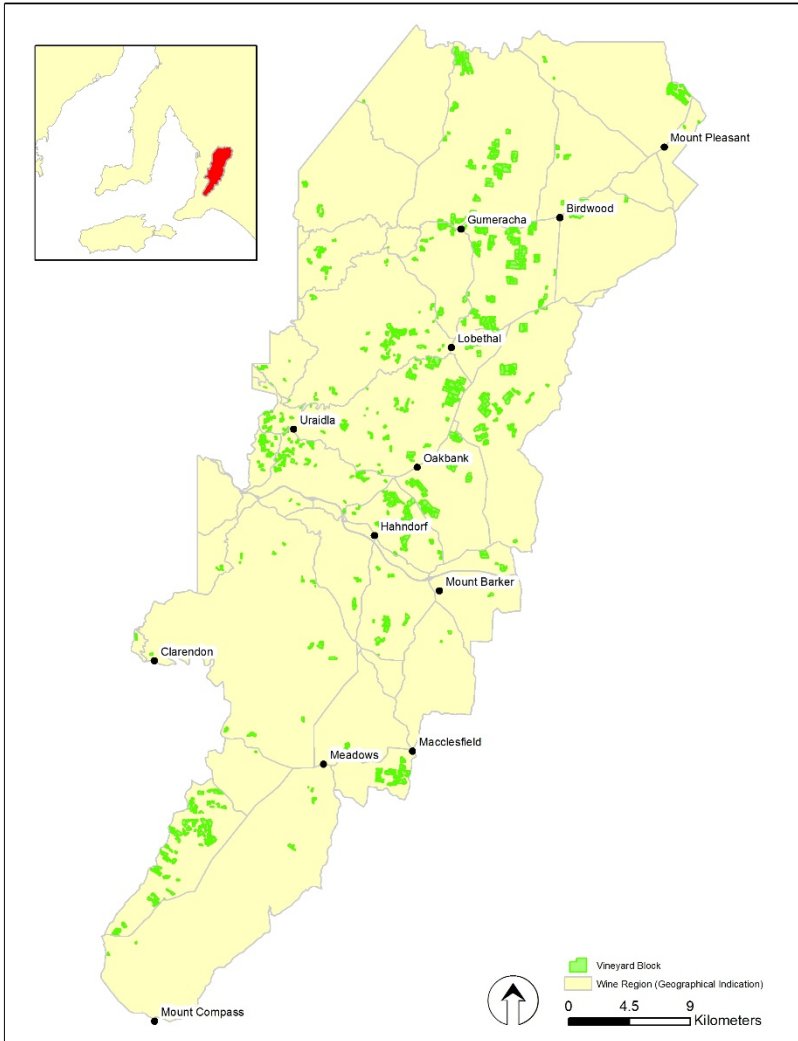 Mount Pleasant
Birdwood
Gumeracha
Lobethal
Uraidla
Oakbank
Hahndorf
Mount Barker
Clarendon
Macclesfield
Meadows
Vineyard Block
Wine Region (Geographical Indication)
0 4.5 9
Kilometers
Mount Compass